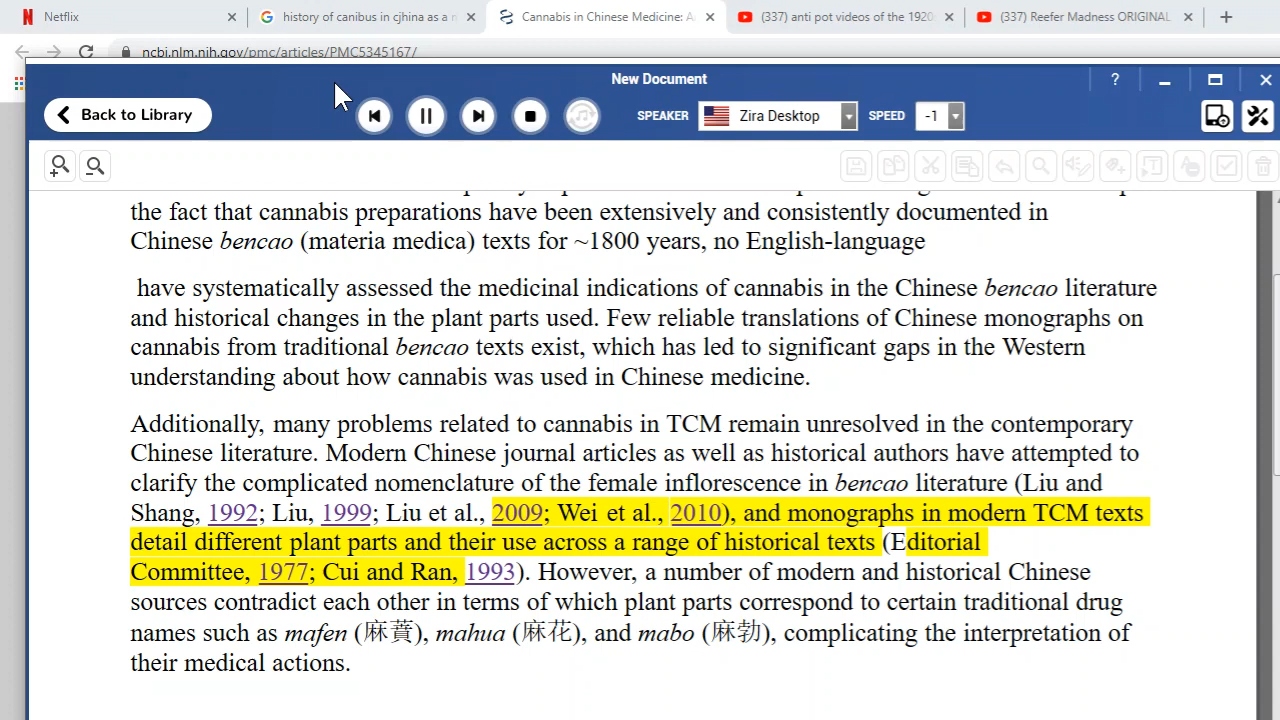 Netflix
history of canibus in cjhina as a m
Cannabis in Chinese Medicine: A
(337) anti pot videos of the 1920
(337) Reefer Madness ORIGINAL
ncbi.nlm.nih.gov/pmc/articles/PMC5345167/
New Document
Back to Library
SPEAKER
Zira Desktop
SPEED
-1
the fact that cannabis preparations have been extensively and consistently documented in
Chinese bencao (materia medica) texts for ~1800 years, no English-language
have systematically assessed the medicinal indications of cannabis in the Chinese bencao literature
and historical changes in the plant parts used. Few reliable translations of Chinese monographs on
cannabis from traditional bencao texts exist, which has led to significant gaps in the Western
understanding about how cannabis was used in Chinese medicine.
Additionally, many problems related to cannabis in TCM remain unresolved in the contemporary
Chinese literature. Modern Chinese journal articles as well as historical authors have attempted to
clarify the complicated nomenclature of the female inflorescence in bencao literature (Liu and
Shang, 1992; Liu, 1999; Liu et al., 2009; Wei et al., 2010), and monographs in modern TCM texts
detail different plant parts and their use across a range of historical texts (Editorial
Committee, 1977; Cui and Ran, 1993). However, a number of modern and historical Chinese
sources contradict each other in terms of which plant parts correspond to certain traditional drug
names such as mafen (麻蕡), mahua (麻花), and mabo (麻勃), complicating the interpretation of
their medical actions.